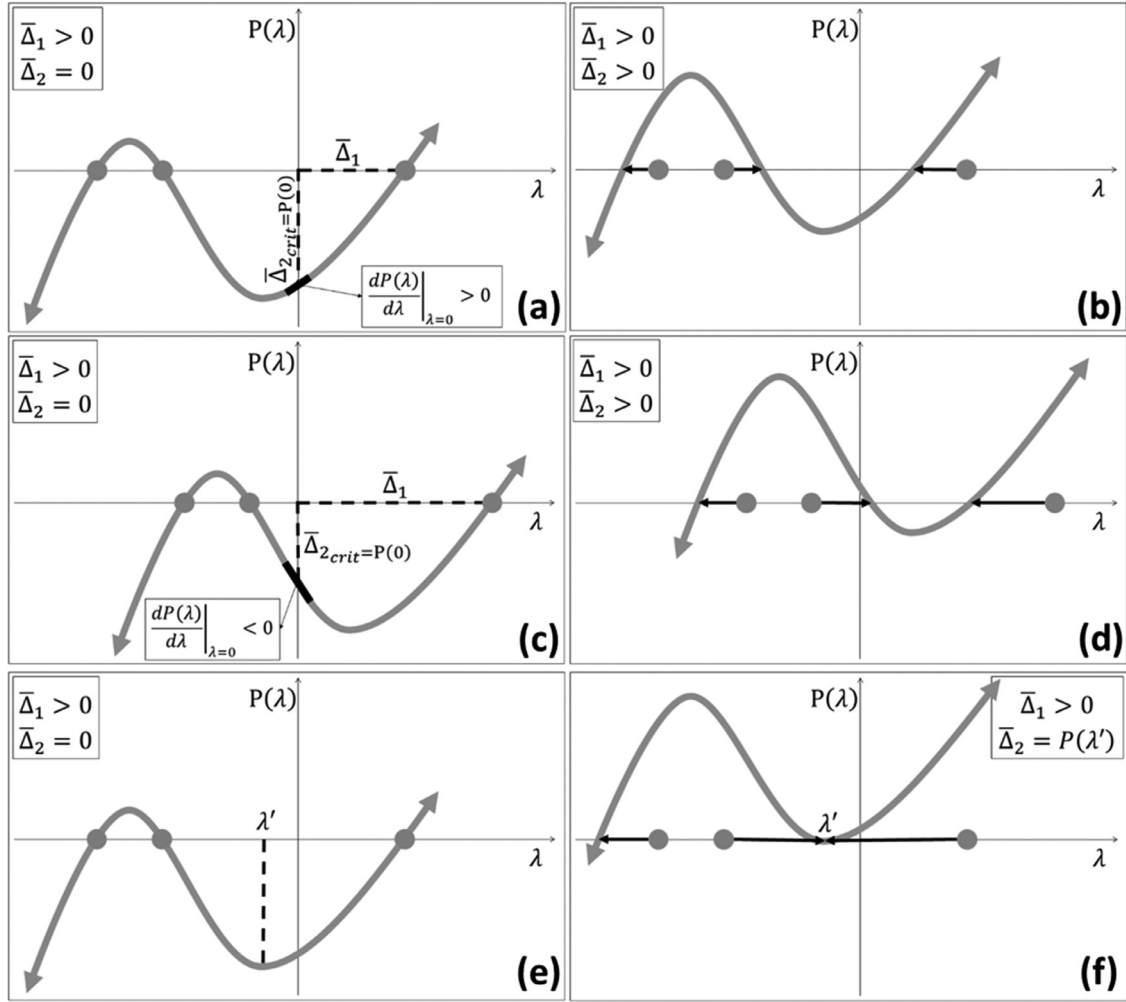 Δ̄₁ > 0
Δ̄₂ = 0
P(λ)
Δ̄₁
λ
Δ̄₂crit=P(0)
dP(λ)/dλ|λ=0 > 0
(a)
Δ̄₁ > 0
Δ̄₂ > 0
P(λ)
λ
(b)
Δ̄₁ > 0
Δ̄₂ = 0
P(λ)
Δ̄₁
λ
Δ̄₂crit=P(0)
dP(λ)/dλ|λ=0 < 0
(c)
Δ̄₁ > 0
Δ̄₂ > 0
P(λ)
λ
(d)
Δ̄₁ > 0
Δ̄₂ = 0
P(λ)
λ′
λ
(e)
P(λ)
Δ̄₁ > 0
Δ̄₂ = P(λ′)
λ′
λ
(f)